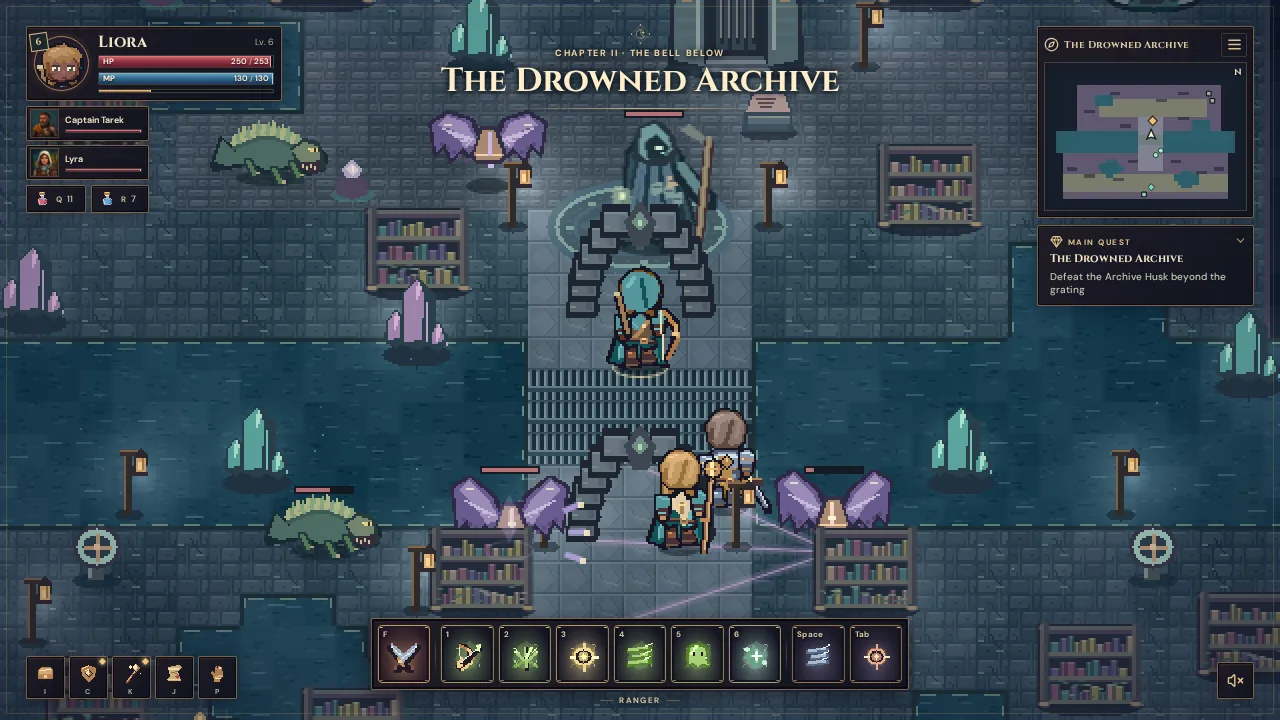 6
LIORA
Lv. 6
HP
250 / 253
MP
130 / 130
Captain Tarek
Lyra
Q 11
R 7
CHAPTER II · THE BELL BELOW
THE DROWNED ARCHIVE
THE DROWNED ARCHIVE
N
MAIN QUEST
THE DROWNED ARCHIVE
Defeat the Archive Husk beyond the
grating
F
1
2
3
4
5
6
Space
Tab
I
C
K
J
P
RANGER